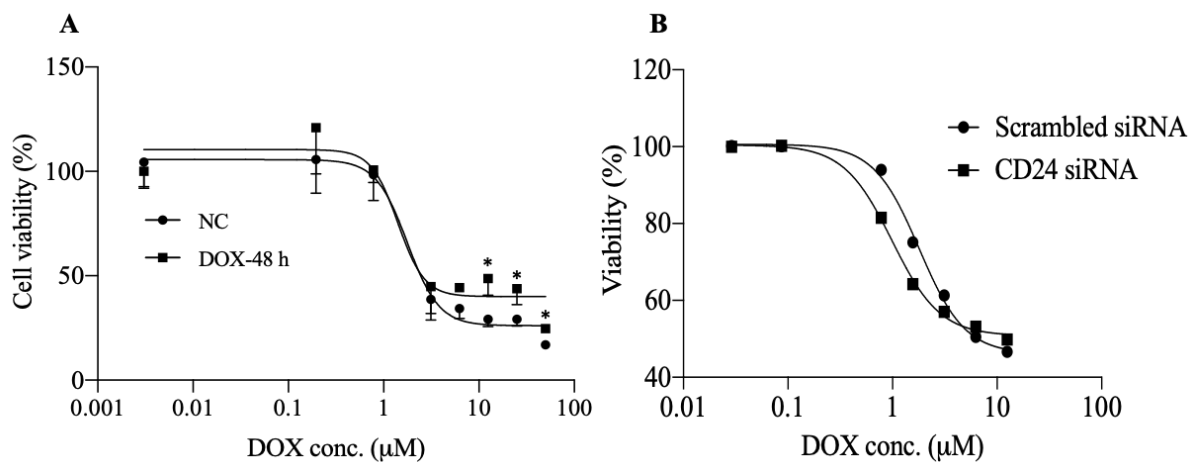 A
150
100
50
0
Cell viability (%)
NC
DOX-48 h
*
*
*
0.001
0.01
0.1
1
10
100
DOX conc. (μM)
B
120
100
80
60
40
Viability (%)
Scrambled siRNA
CD24 siRNA
0.01
0.1
1
10
100
DOX conc. (μM)